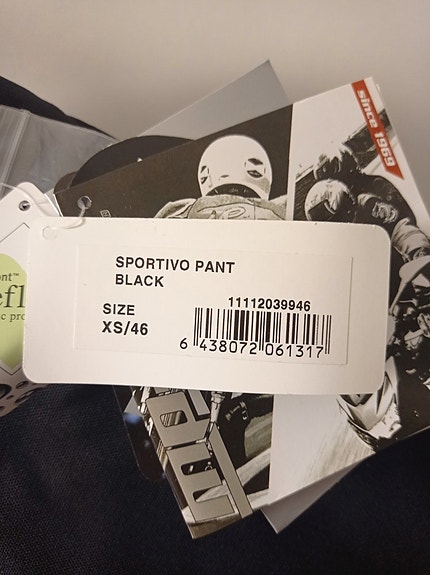 since 1969
SPORTIVO PANT
BLACK
SIZE
XS/46
11112039946
6 438072 061317